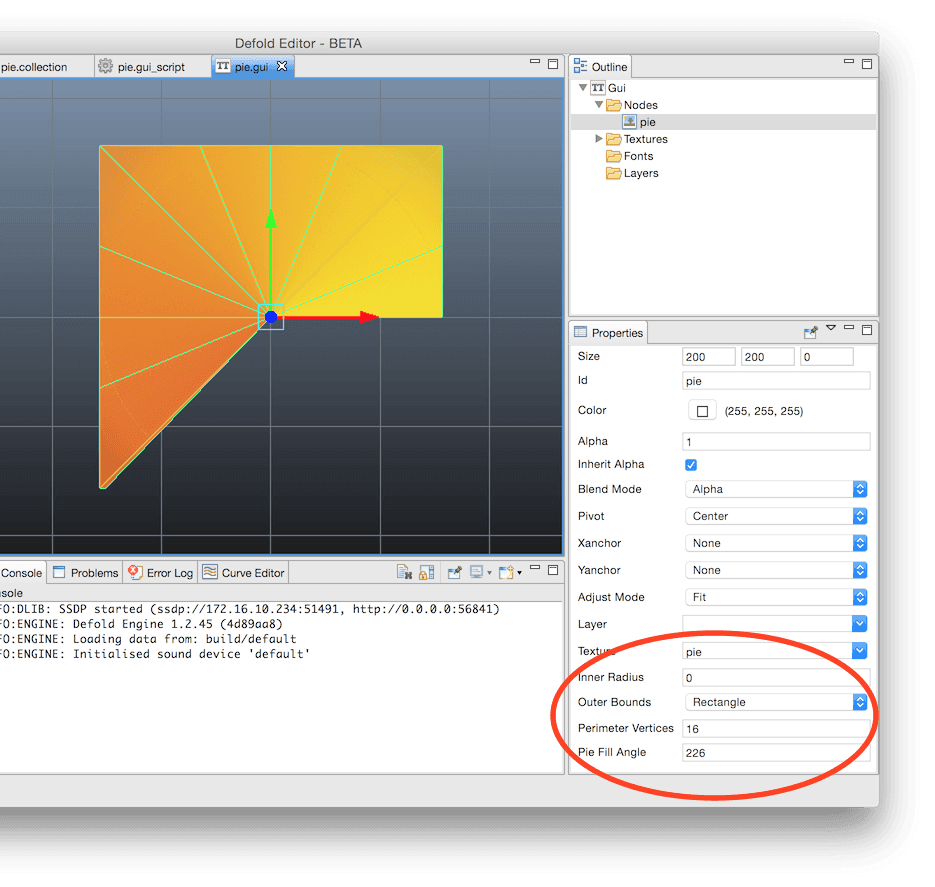 Defold Editor - BETA
pie.collection
pie.gui_script
TT pie.gui
Outline
TT Gui
Nodes
pie
Textures
Fonts
Layers
Properties
Size 200 200 0
Id pie
Color (255, 255, 255)
Alpha 1
Inherit Alpha
Blend Mode Alpha
Pivot Center
Xanchor None
Yanchor None
Adjust Mode Fit
Layer
Texture pie
Inner Radius 0
Outer Bounds Rectangle
Perimeter Vertices 16
Pie Fill Angle 226
Console Problems Error Log Curve Editor
sole
FO:DLIB: SSDP started (ssdp://172.16.10.234:51491, http://0.0.0.0:56841)
FO:ENGINE: Defold Engine 1.2.45 (4d89aa8)
FO:ENGINE: Loading data from: build/default
FO:ENGINE: Initialised sound device 'default'